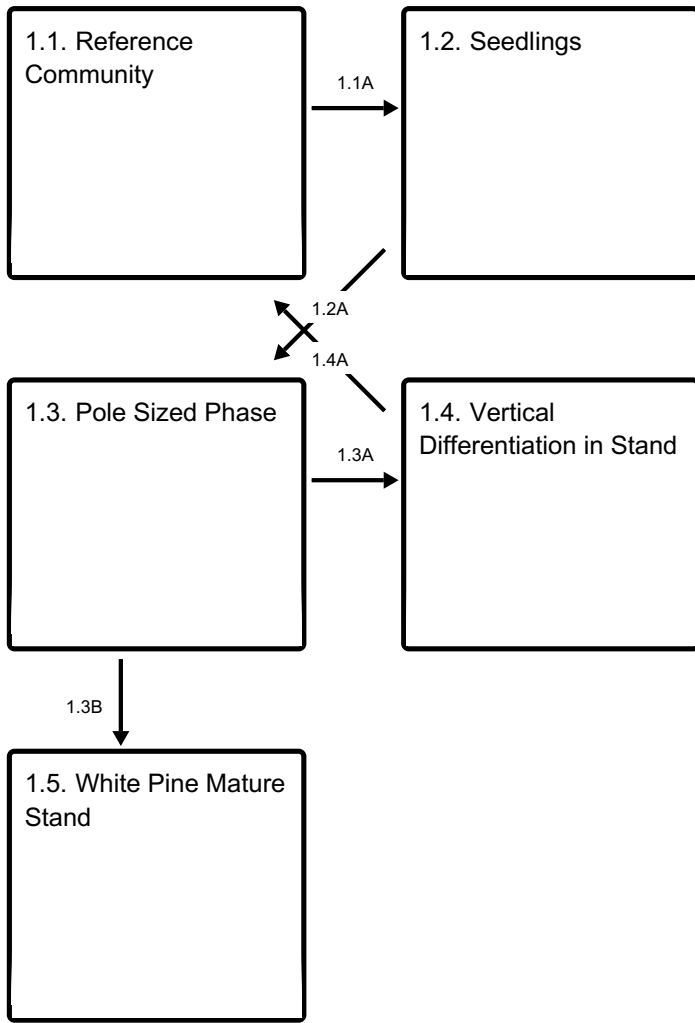 1.1. Reference
Community
1.2. Seedlings
1.1A
1.2A
1.4A
1.3. Pole Sized Phase
1.4. Vertical
Differentiation in Stand
1.3A
1.3B
1.5. White Pine Mature
Stand